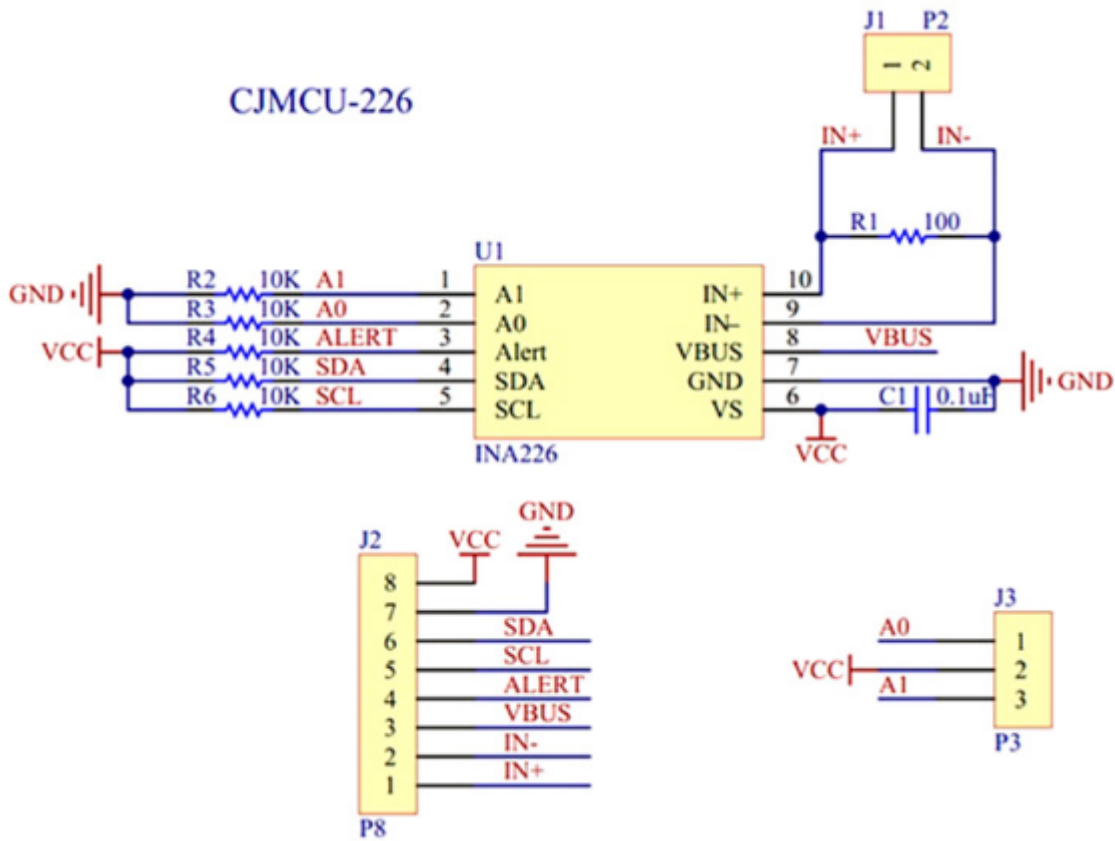 J1 P2
1 2
CJMCU-226
IN+ IN-
R1 100
U1
R2 10K A1 1 A1 IN+ 10
GND
R3 10K A0 2 A0 IN- 9
R4 10K ALERT 3 Alert VBUS 8 VBUS
VCC
R5 10K SDA 4 SDA GND 7 GND
R6 10K SCL 5 SCL VS 6 C1 0.1uF
INA226 VCC
GND
J2 VCC
8
7
6 SDA
5 SCL
4 ALERT
3 VBUS
2 IN-
1 IN+
P8
J3
A0 1
VCC 2
A1 3
P3